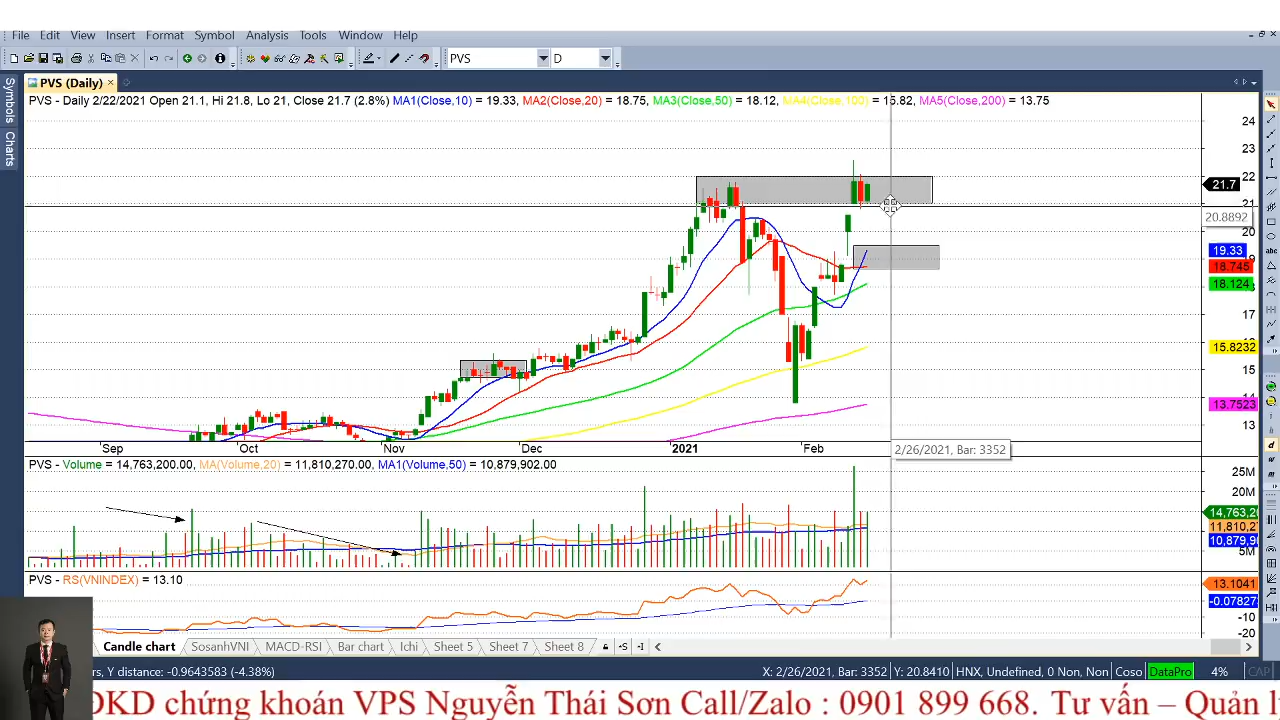 File Edit View Insert Format Symbol Analysis Tools Window Help
PVS D
PVS (Daily)
Symbols
Charts
PVS - Daily 2/22/2021 Open 21.1, Hi 21.8, Lo 21, Close 21.7 (2.8%) MA1(Close,10) = 19.33, MA2(Close,20) = 18.75, MA3(Close,50) = 18.12, MA4(Close,100) = 15.82, MA5(Close,200) = 13.75
24
23
22
21.7
21
20.8892
20
19.33
19
18.745
18.124
16
15.8232
15
14
13.7523
13
Sep Oct Nov Dec 2021 Feb
2/26/2021, Bar: 3352
PVS - Volume = 14,763,200.00, MA(Volume,20) = 11,810,270.00, MA1(Volume,50) = 10,879,902.00
25M
20M
14,763,20
11,810,27
10,879,90
5M
PVS - RS(VNINDEX) = 13.10
13.1041
-0.07827
-10
-20
Candle chart SosanhVNI MACD-RSI Bar chart Ichi Sheet 5 Sheet 7 Sheet 8
rs, Y distance: -0.9643583 (-4.38%) X: 2/26/2021, Bar: 3352 Y: 20.8410 HNX, Undefined, 0 Non, Non Coso DataPro 4% CAP
ĐKD chứng khoán VPS Nguyễn Thái Sơn Call/Zalo : 0901 899 668. Tư vấn – Quản l